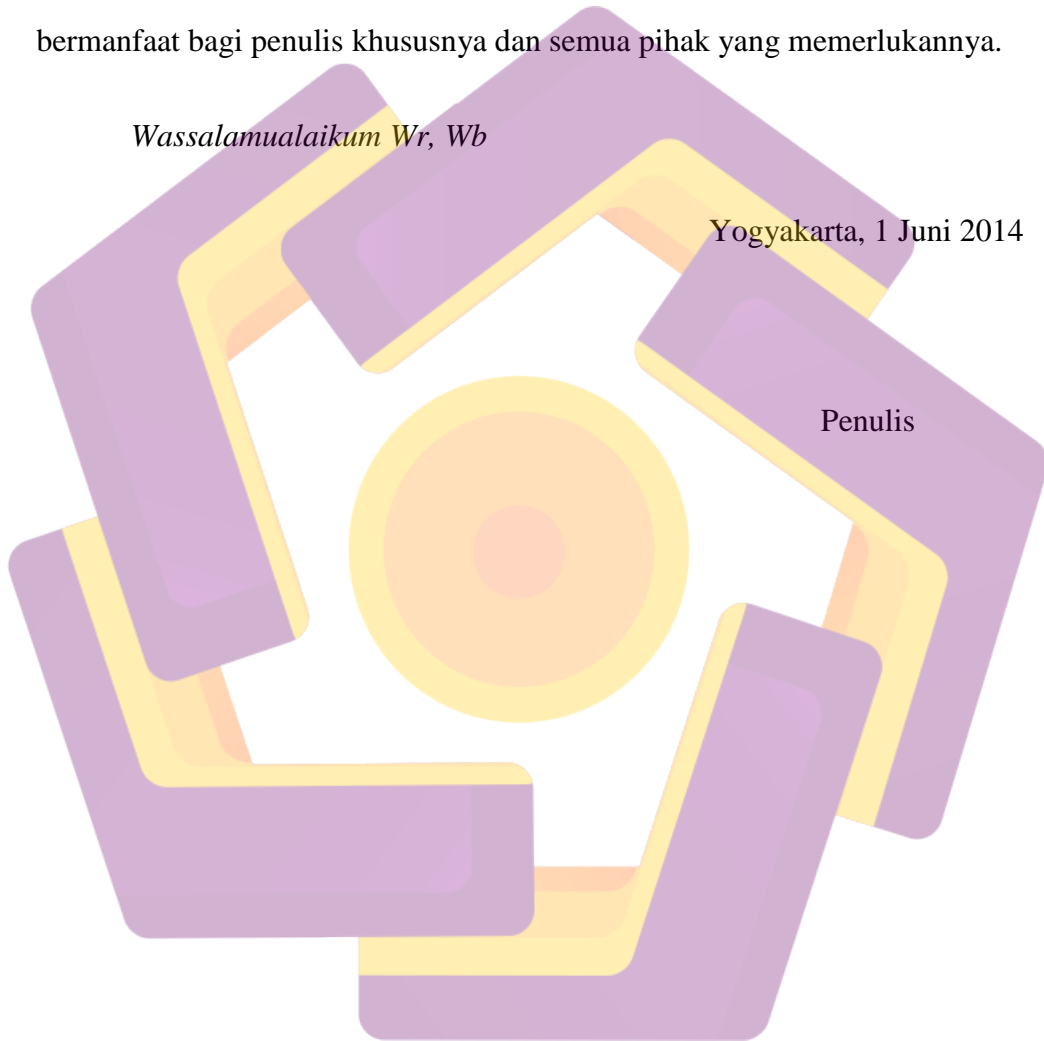 bermanfaat bagi penulis khususnya dan semua pihak yang memerlukannya.
Wassalamualaikum Wr, Wb
Yogyakarta, 1 Juni 2014
Penulis